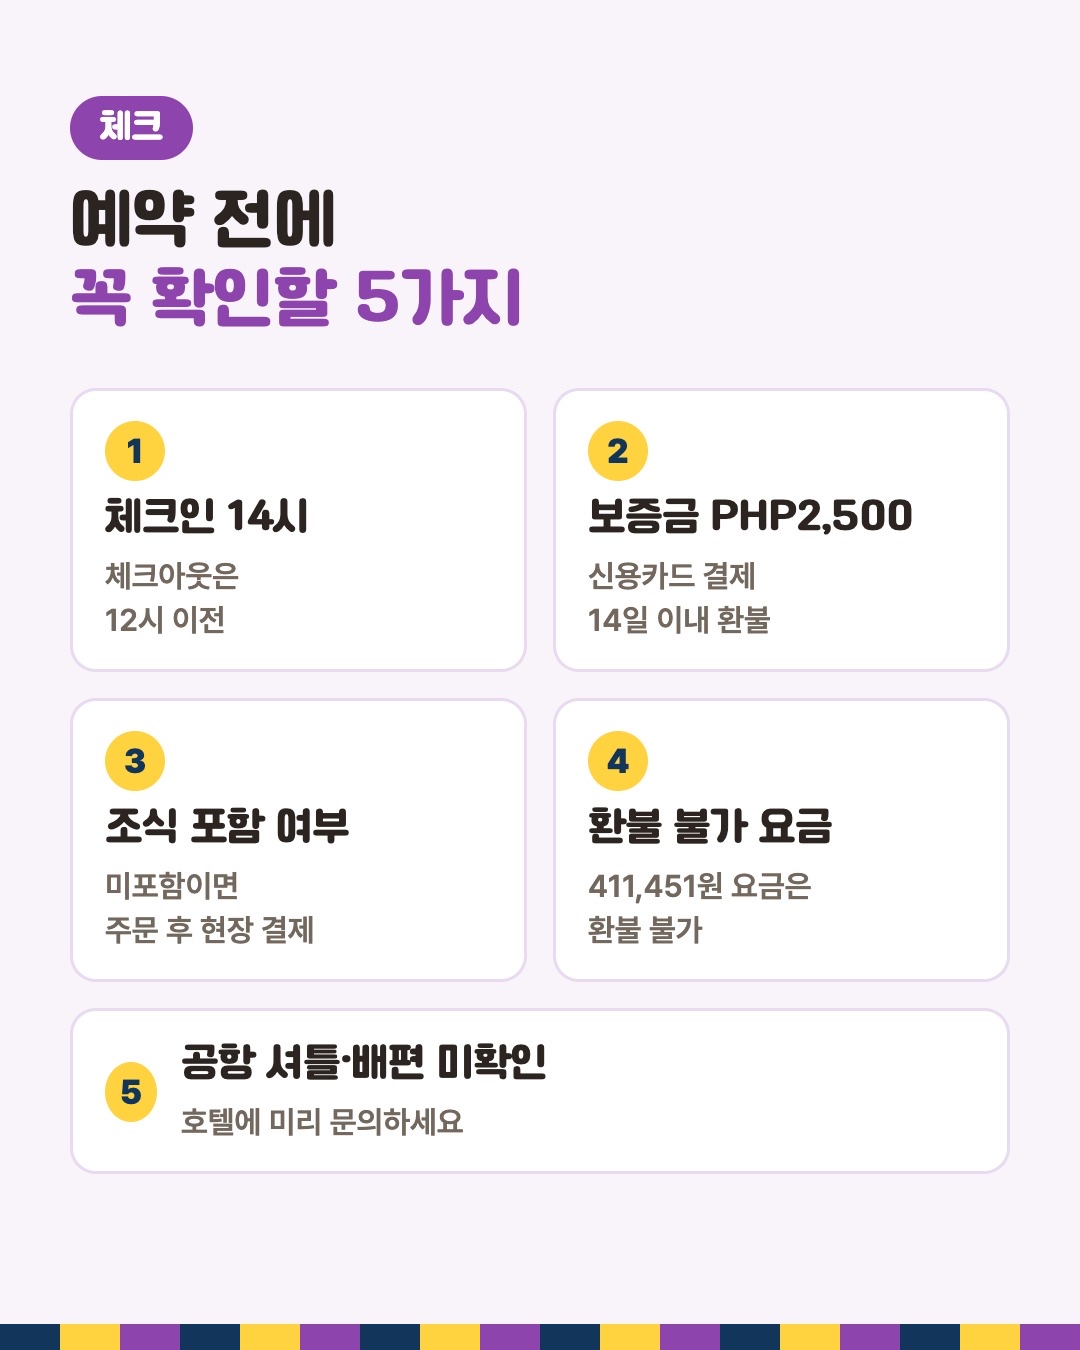 체크
예약 전에
꼭 확인할 5가지
1
체크인 14시
체크아웃은
12시 이전
2
보증금 PHP2,500
신용카드 결제
14일 이내 환불
3
조식 포함 여부
미포함이면
주문 후 현장 결제
4
환불 불가 요금
411,451원 요금은
환불 불가
5
공항 셔틀·배편 미확인
호텔에 미리 문의하세요